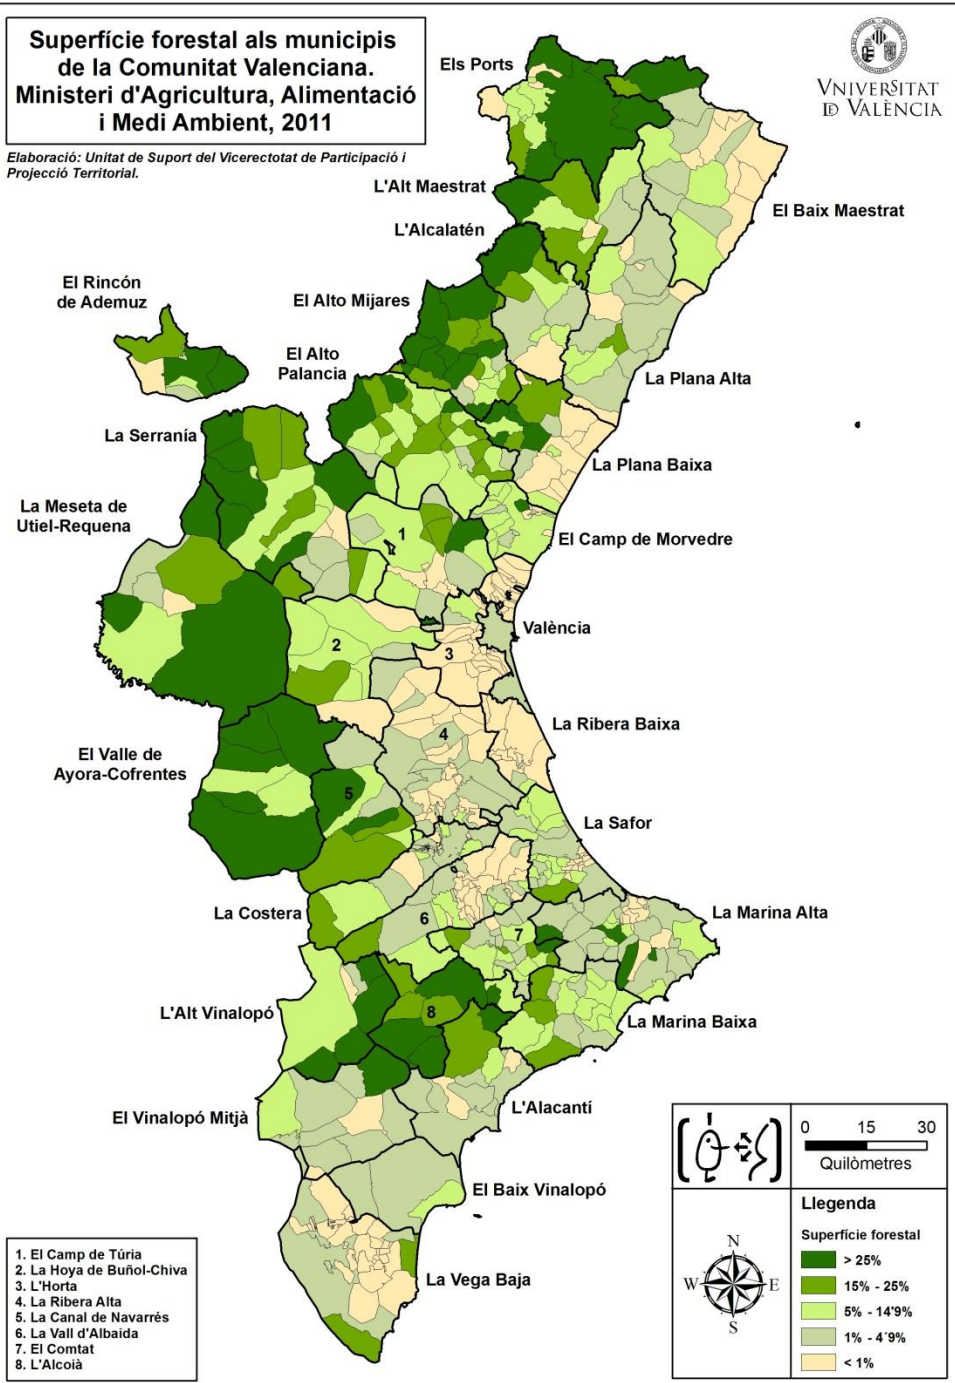 Superfície forestal als municipis
de la Comunitat Valenciana.
Ministeri d'Agricultura, Alimentació
i Medi Ambient, 2011
Elaboració: Unitat de Suport del Vicerectotat de Participació i
Projecció Territorial.
VNIVERSITAT
ID VALÈNCIA
Els Ports
L'Alt Maestrat
L'Alcalatén
El Baix Maestrat
El Rincón
de Ademuz
El Alto Mijares
El Alto
Palancia
La Plana Alta
La Serranía
La Plana Baixa
La Meseta de
Utiel-Requena
1
El Camp de Morvedre
València
2
3
La Ribera Baixa
4
El Valle de
Ayora-Cofrentes
5
La Safor
La Costera
6
7
La Marina Alta
L'Alt Vinalopó
8
La Marina Baixa
El Vinalopó Mitjà
L'Alacantí
El Baix Vinalopó
La Vega Baja
0 15 30
Quilòmetres
N
W E
S
Llegenda
Superfície forestal
> 25%
15% - 25%
5% - 14'9%
1% - 4´9%
< 1%
1. El Camp de Túria
2. La Hoya de Buñol-Chiva
3. L'Horta
4. La Ribera Alta
5. La Canal de Navarrés
6. La Vall d'Albaida
7. El Comtat
8. L'Alcoià